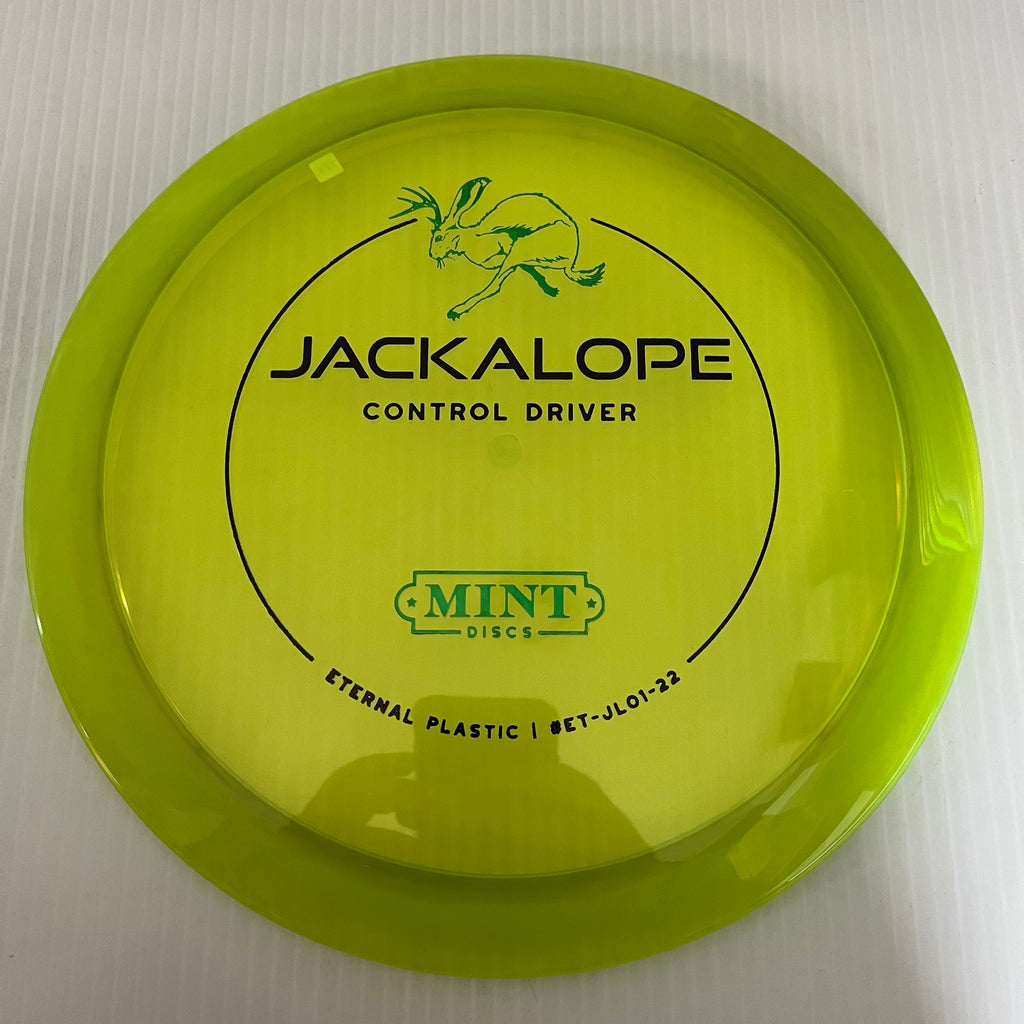 JACKALOPE
CONTROL DRIVER
MINT
DISCS
ETERNAL PLASTIC | #ET-JL01-22